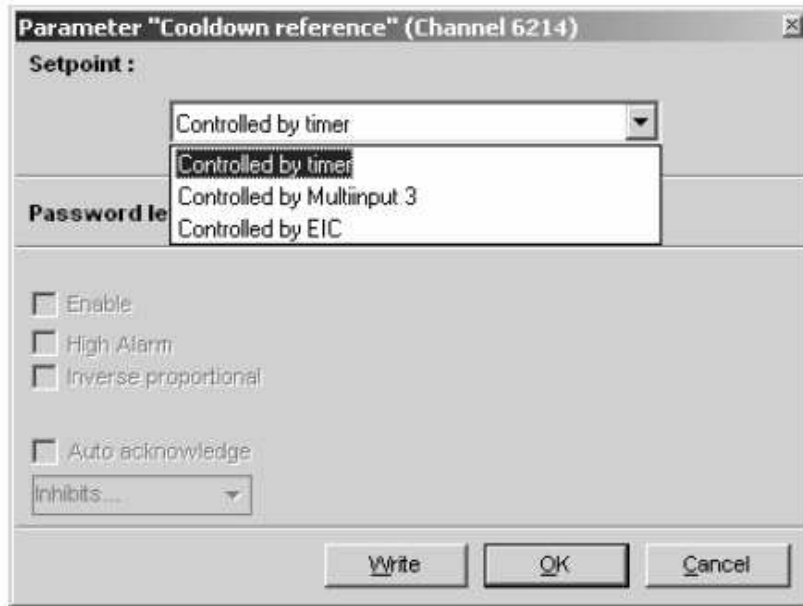 Parameter "Cooldown reference" (Channel 6214)
Setpoint :
Controlled by timer
Controlled by timer
Controlled by Multiinput 3
Controlled by EIC
Password le
Enable
High Alarm
Inverse proportional
Auto acknowledge
Inhibits...
Write
OK
Cancel